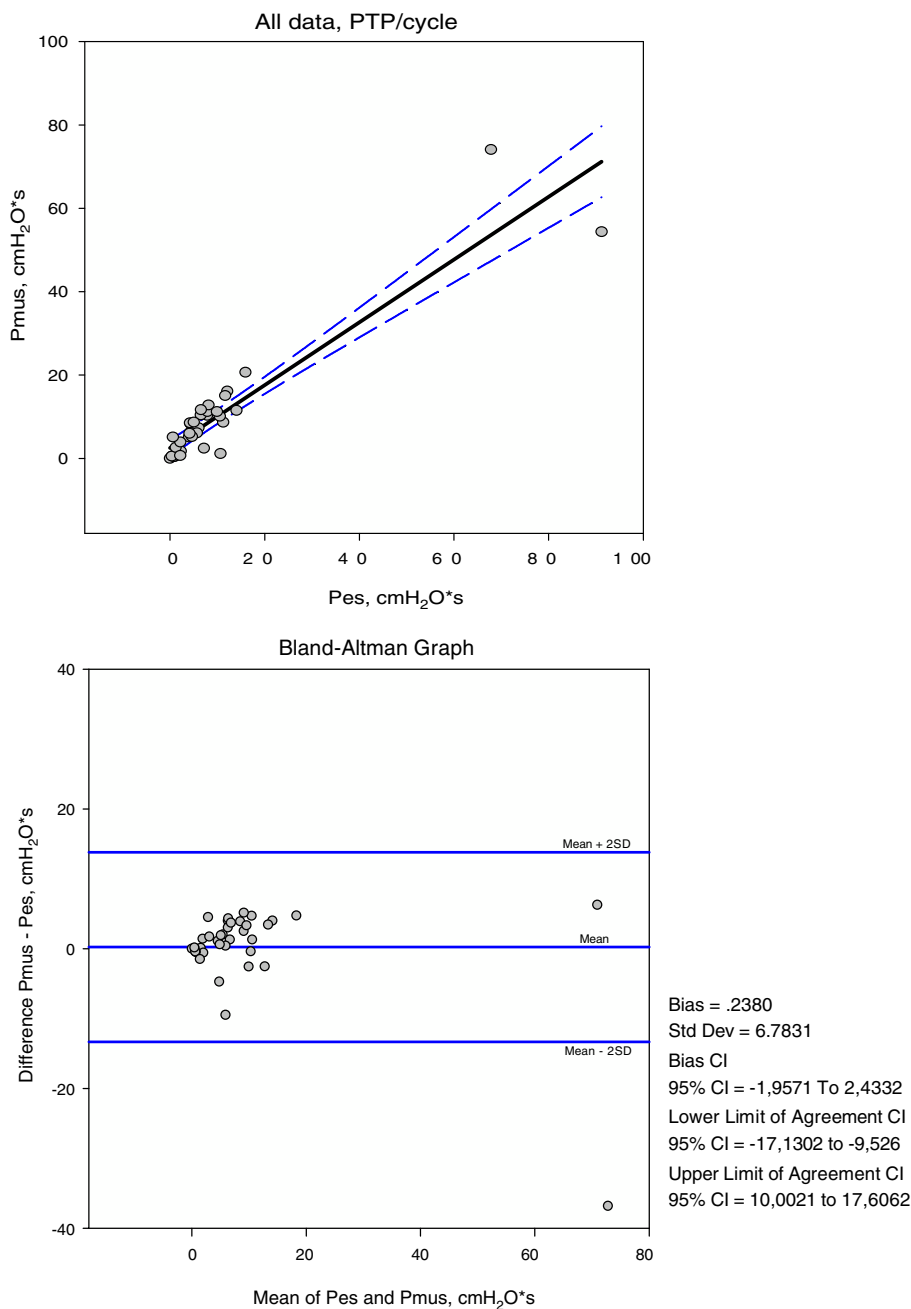 All data, PTP/cycle
100
80
60
40
20
0
Pmus, cmH₂O*s
0 20 40 60 80 100
Pes, cmH₂O*s
Bland-Altman Graph
40
20
0
-20
-40
Difference Pmus - Pes, cmH₂O*s
Mean + 2SD
Mean
Mean - 2SD
0 20 40 60 80
Mean of Pes and Pmus, cmH₂O*s
Bias = .2380
Std Dev = 6.7831
Bias CI
95% CI = -1,9571 To 2,4332
Lower Limit of Agreement CI
95% CI = -17,1302 to -9,526
Upper Limit of Agreement CI
95% CI = 10,0021 to 17,6062